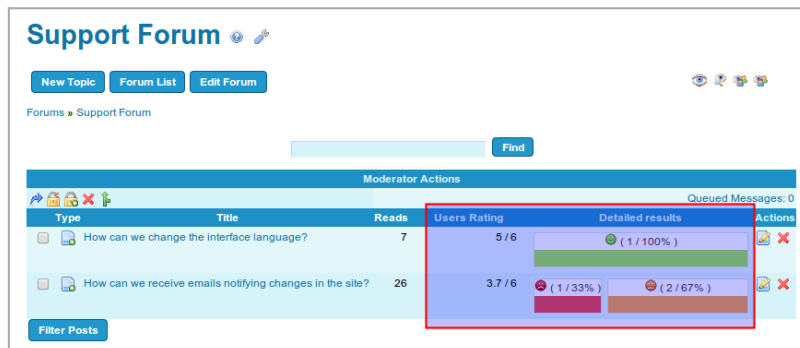 Support Forum
New Topic Forum List Edit Forum
Forums » Support Forum
Find
Moderator Actions
Queued Messages: 0
Type Title Reads Users Rating Detailed results Actions
How can we change the interface language? 7 5 / 6 ( 1 / 100% )
How can we receive emails notifying changes in the site? 26 3.7 / 6 ( 1 / 33% ) ( 2 / 67% )
Filter Posts